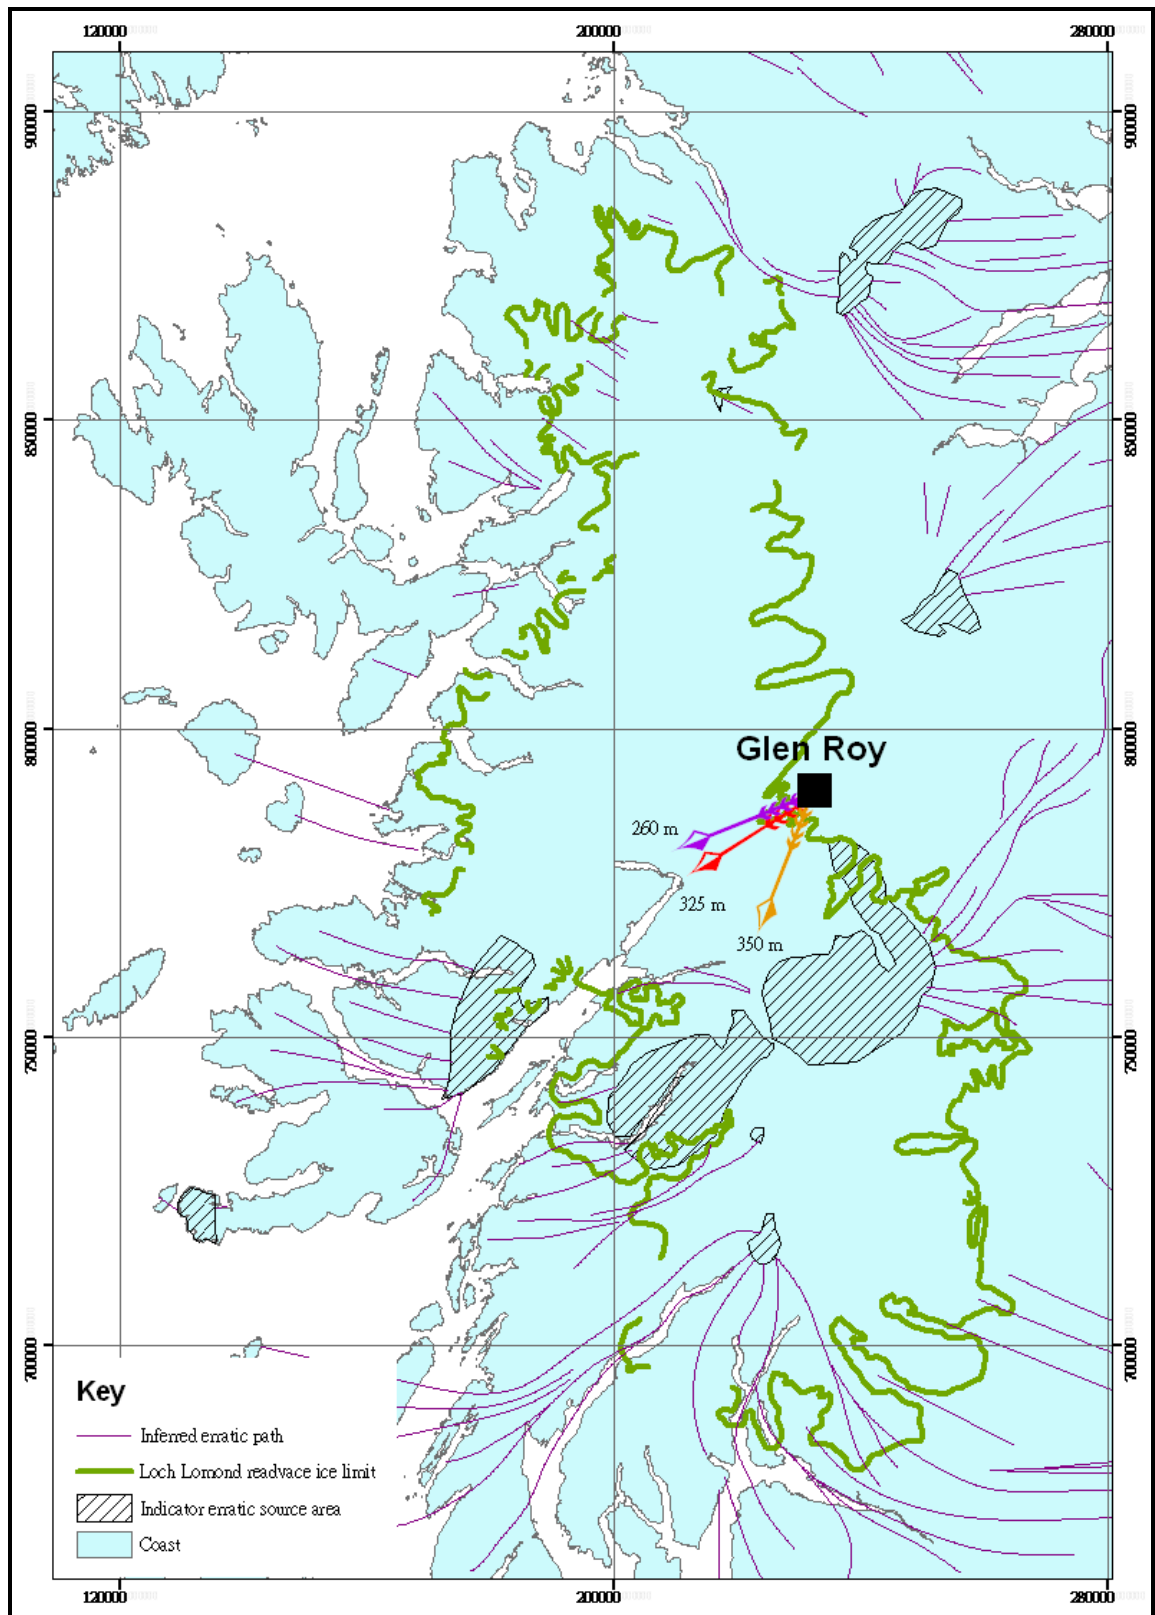 120000 200000 280000
900000 900000
850000 850000
800000 800000
Glen Roy
260 m
325 m
350 m
750000 750000
700000 700000
Key
Inferred erratic path
Loch Lomond readvace ice limit
Indicator erratic source area
Coast
120000 200000 280000